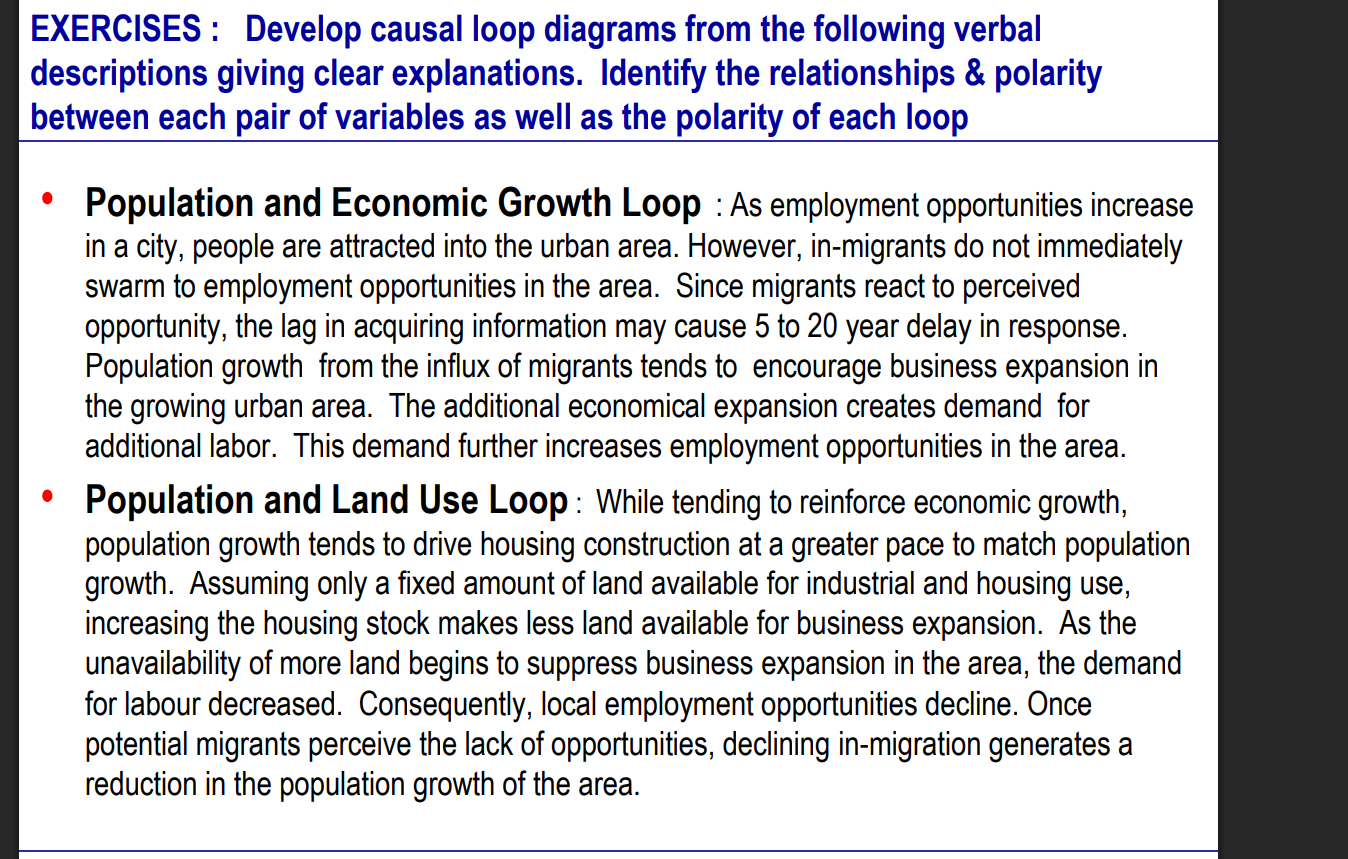 EXERCISES : Develop causal loop diagrams from the following verbal
descriptions giving clear explanations. Identify the relationships & polarity
between each pair of variables as well as the polarity of each loop
• Population and Economic Growth Loop : As employment opportunities increase
in a city, people are attracted into the urban area. However, in-migrants do not immediately
swarm to employment opportunities in the area. Since migrants react to perceived
opportunity, the lag in acquiring information may cause 5 to 20 year delay in response.
Population growth from the influx of migrants tends to encourage business expansion in
the growing urban area. The additional economical expansion creates demand for
additional labor. This demand further increases employment opportunities in the area.
• Population and Land Use Loop : While tending to reinforce economic growth,
population growth tends to drive housing construction at a greater pace to match population
growth. Assuming only a fixed amount of land available for industrial and housing use,
increasing the housing stock makes less land available for business expansion. As the
unavailability of more land begins to suppress business expansion in the area, the demand
for labour decreased. Consequently, local employment opportunities decline. Once
potential migrants perceive the lack of opportunities, declining in-migration generates a
reduction in the population growth of the area.